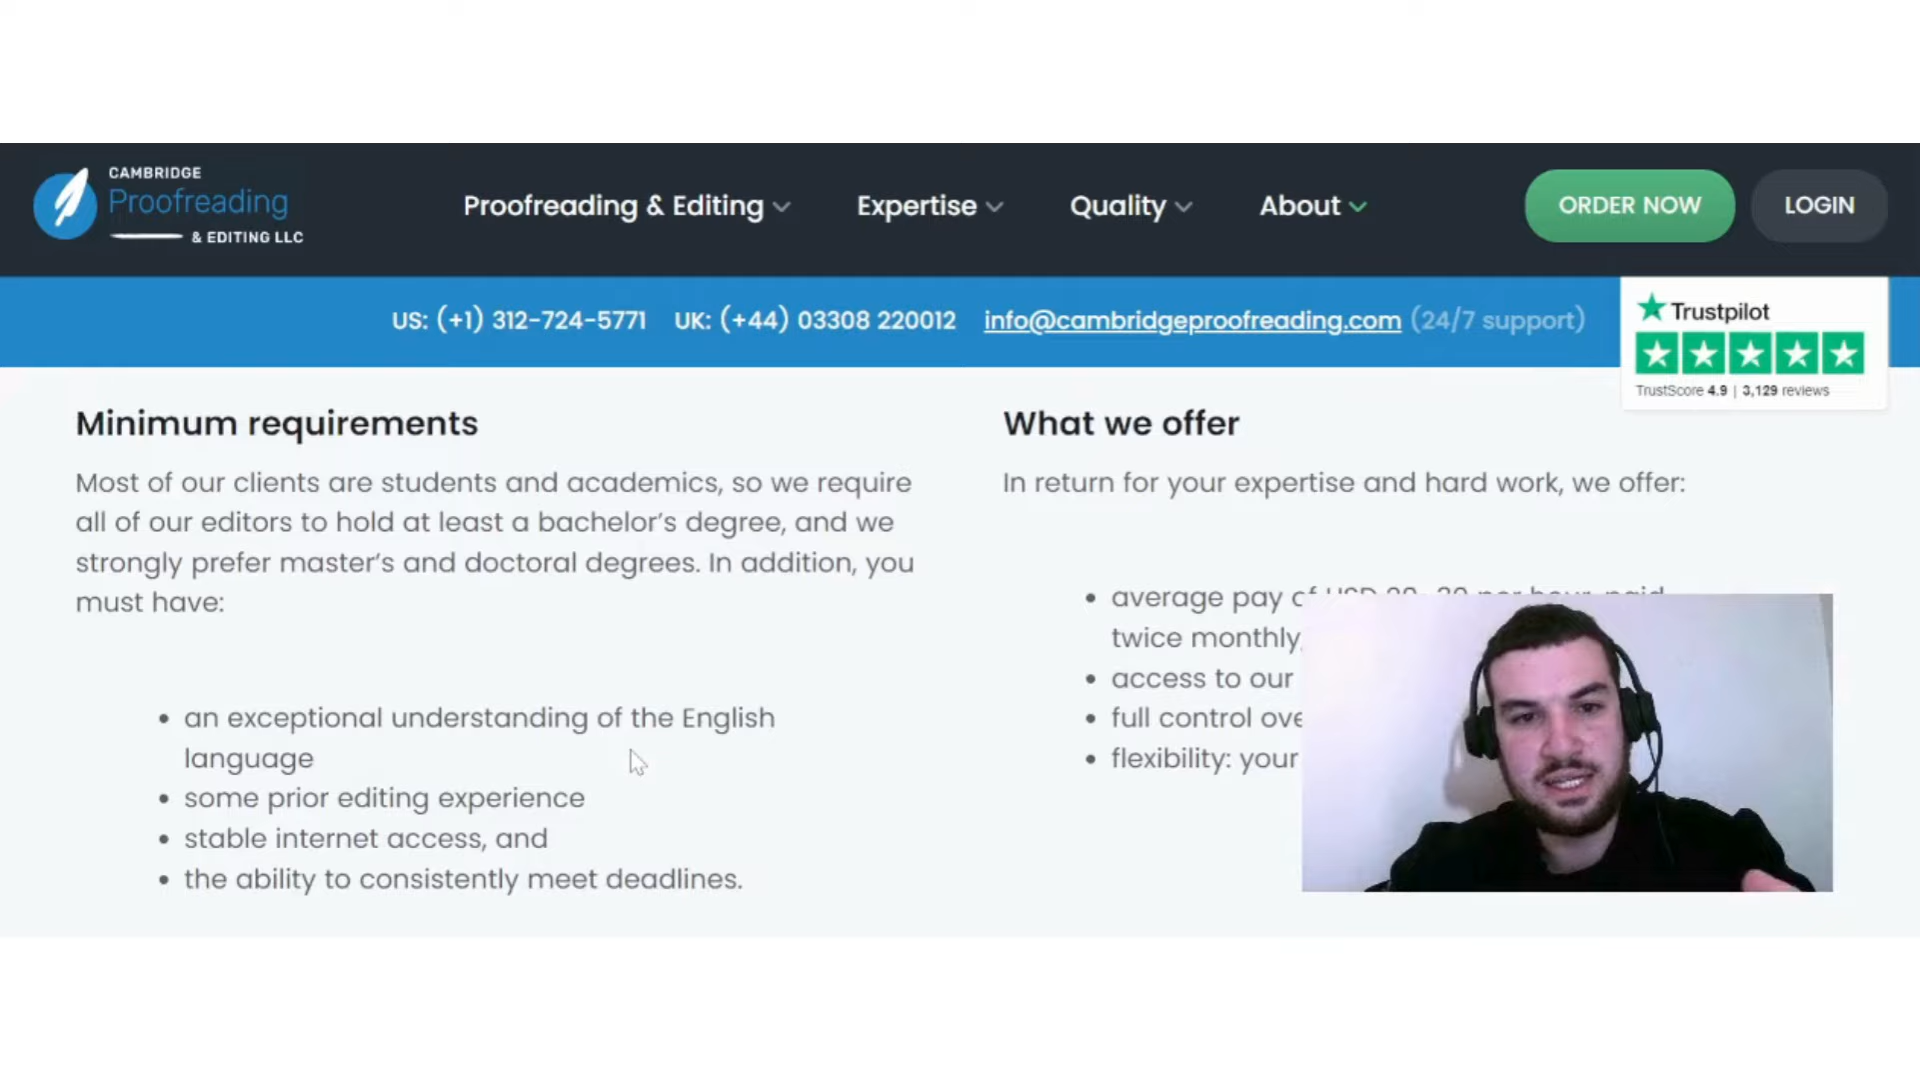 CAMBRIDGE
Proofreading
& EDITING LLC
Proofreading & Editing
Expertise
Quality
About
ORDER NOW
LOGIN
US: (+1) 312-724-5771 UK: (+44) 03308 220012 info@cambridgeproofreading.com (24/7 support)
Trustpilot
TrustScore 4.9 | 3,129 reviews
Minimum requirements
Most of our clients are students and academics, so we require
all of our editors to hold at least a bachelor's degree, and we
strongly prefer master's and doctoral degrees. In addition, you
must have:
• an exceptional understanding of the English
language
• some prior editing experience
• stable internet access, and
• the ability to consistently meet deadlines.
What we offer
In return for your expertise and hard work, we offer:
• average pay of USD per hour, paid
twice monthly,
• access to our
• full control
• flexibility: your